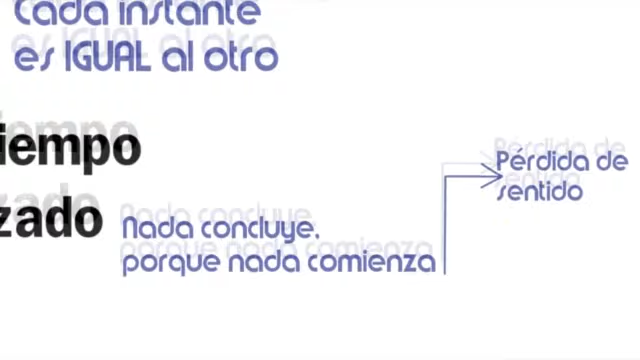 Cada instante
es IGUAL al otro
iempo
zado
Nada concluye,
porque nada comienza
Pérdida de
sentido